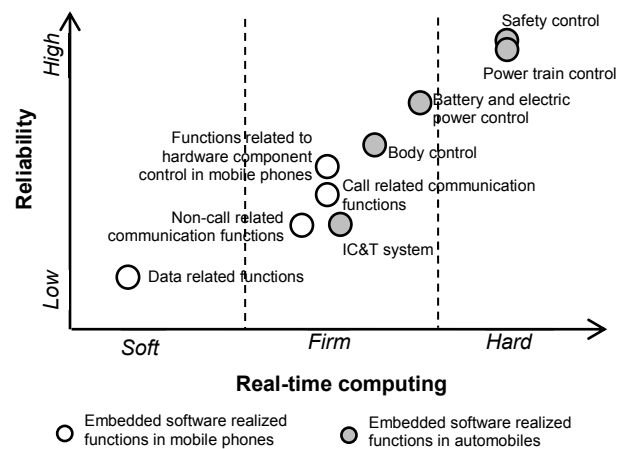 Safety control
High
Power train control
Battery and electric
power control
Functions related to
hardware component
control in mobile phones
Body control
Reliability
Call related communication
functions
Non-call related
communication functions
IC&T system
Low
Data related functions
Soft
Firm
Hard
Real-time computing
Embedded software realized
functions in mobile phones
Embedded software realized
functions in automobiles